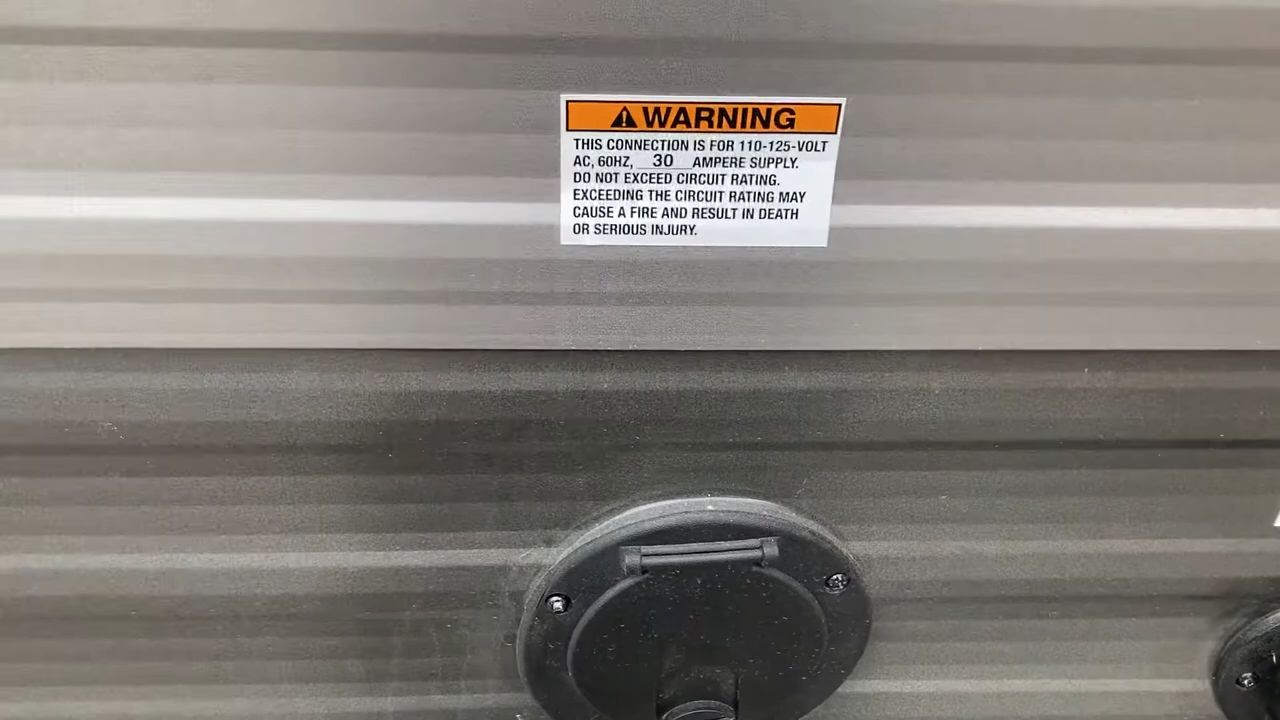 WARNING
THIS CONNECTION IS FOR 110-125-VOLT
AC, 60HZ, 30 AMPERE SUPPLY.
DO NOT EXCEED CIRCUIT RATING.
EXCEEDING THE CIRCUIT RATING MAY
CAUSE A FIRE AND RESULT IN DEATH
OR SERIOUS INJURY.